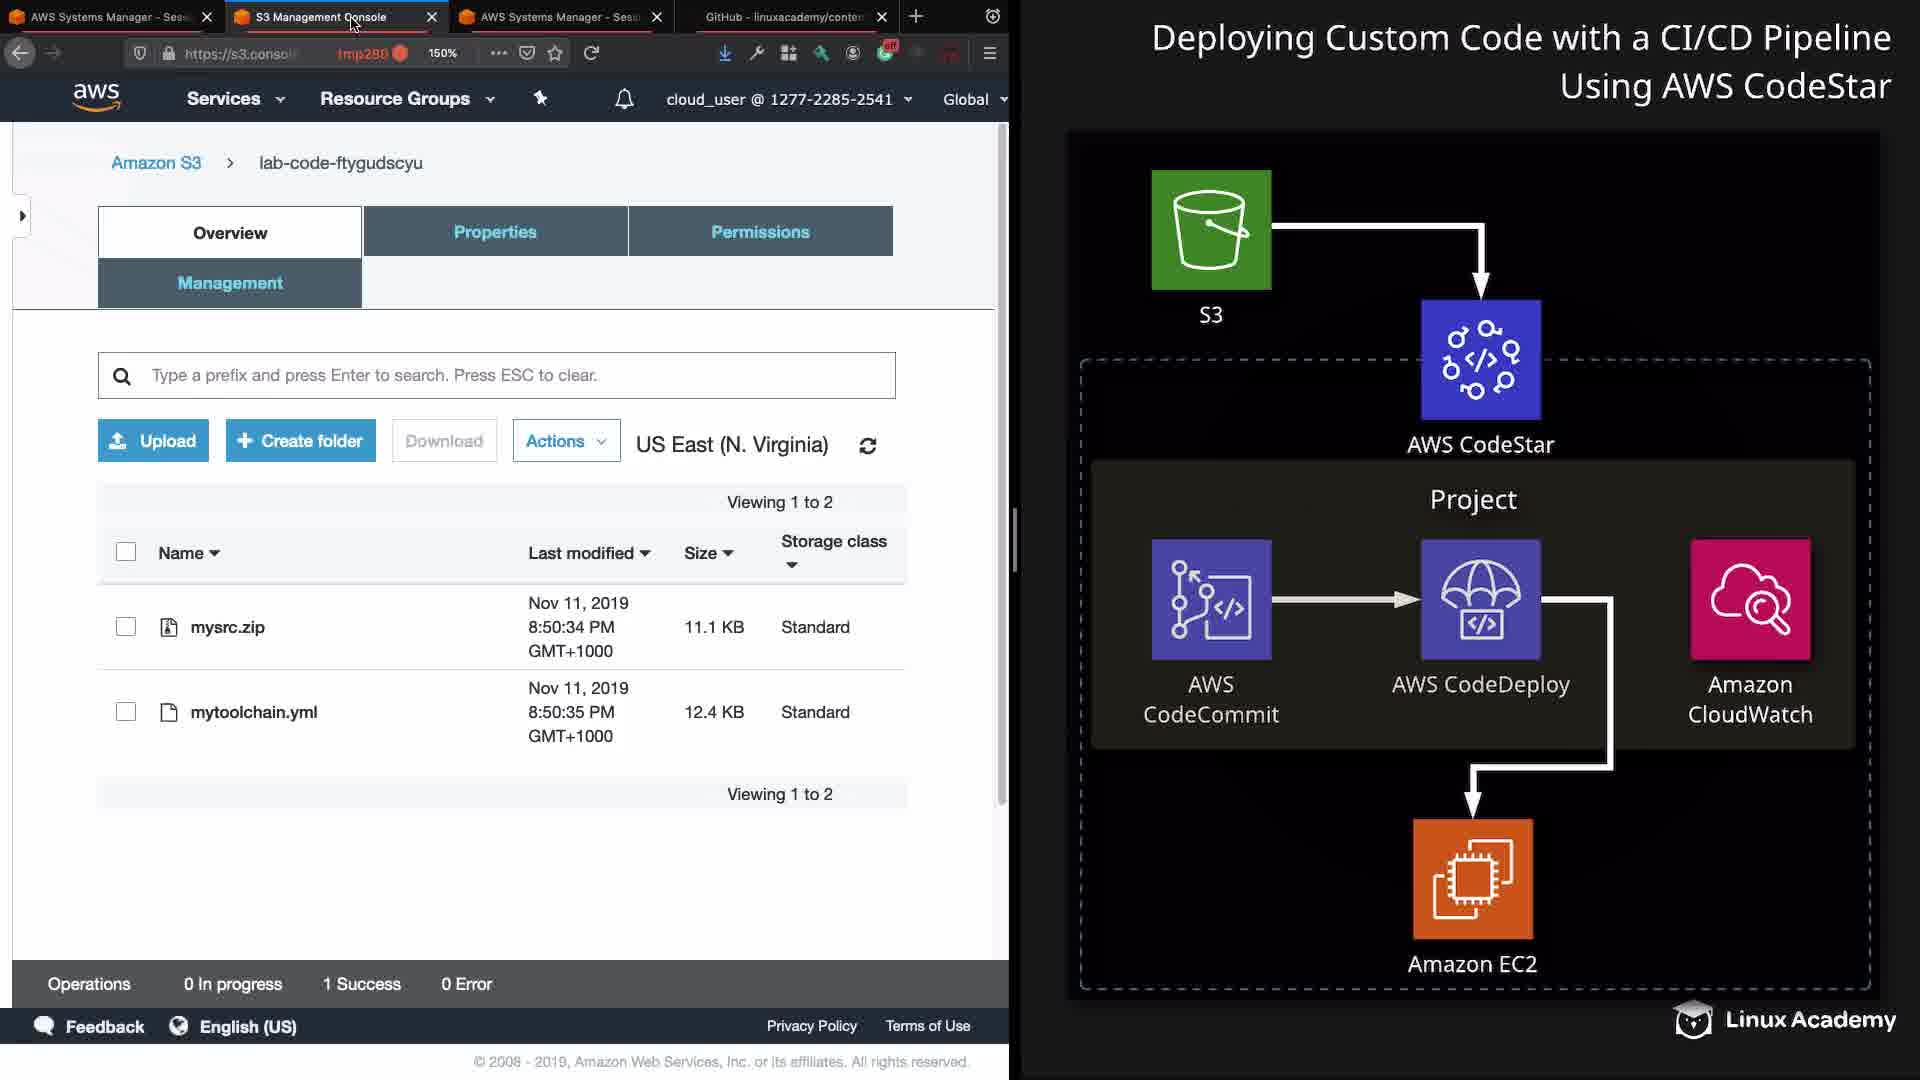 AWS Systems Manager - Sess
S3 Management Console
AWS Systems Manager - Sess
GitHub - linuxacademy/conten
https://s3.consol
tmp280
150%
off
aws
Services
Resource Groups
cloud_user @ 1277-2285-2541
Global
Amazon S3
lab-code-ftygudscyu
Overview
Properties
Permissions
Management
Type a prefix and press Enter to search. Press ESC to clear.
Upload
Create folder
Download
Actions
US East (N. Virginia)
Viewing 1 to 2
Name
Last modified
Size
Storage class
mysrc.zip
Nov 11, 2019
8:50:34 PM
GMT+1000
11.1 KB
Standard
mytoolchain.yml
Nov 11, 2019
8:50:35 PM
GMT+1000
12.4 KB
Standard
Viewing 1 to 2
Operations
0 In progress
1 Success
0 Error
Feedback
English (US)
Privacy Policy
Terms of Use
© 2008 - 2019, Amazon Web Services, Inc. or its affiliates. All rights reserved.
Deploying Custom Code with a CI/CD Pipeline
Using AWS CodeStar
S3
AWS CodeStar
Project
AWS
CodeCommit
AWS CodeDeploy
Amazon
CloudWatch
Amazon EC2
Linux Academy